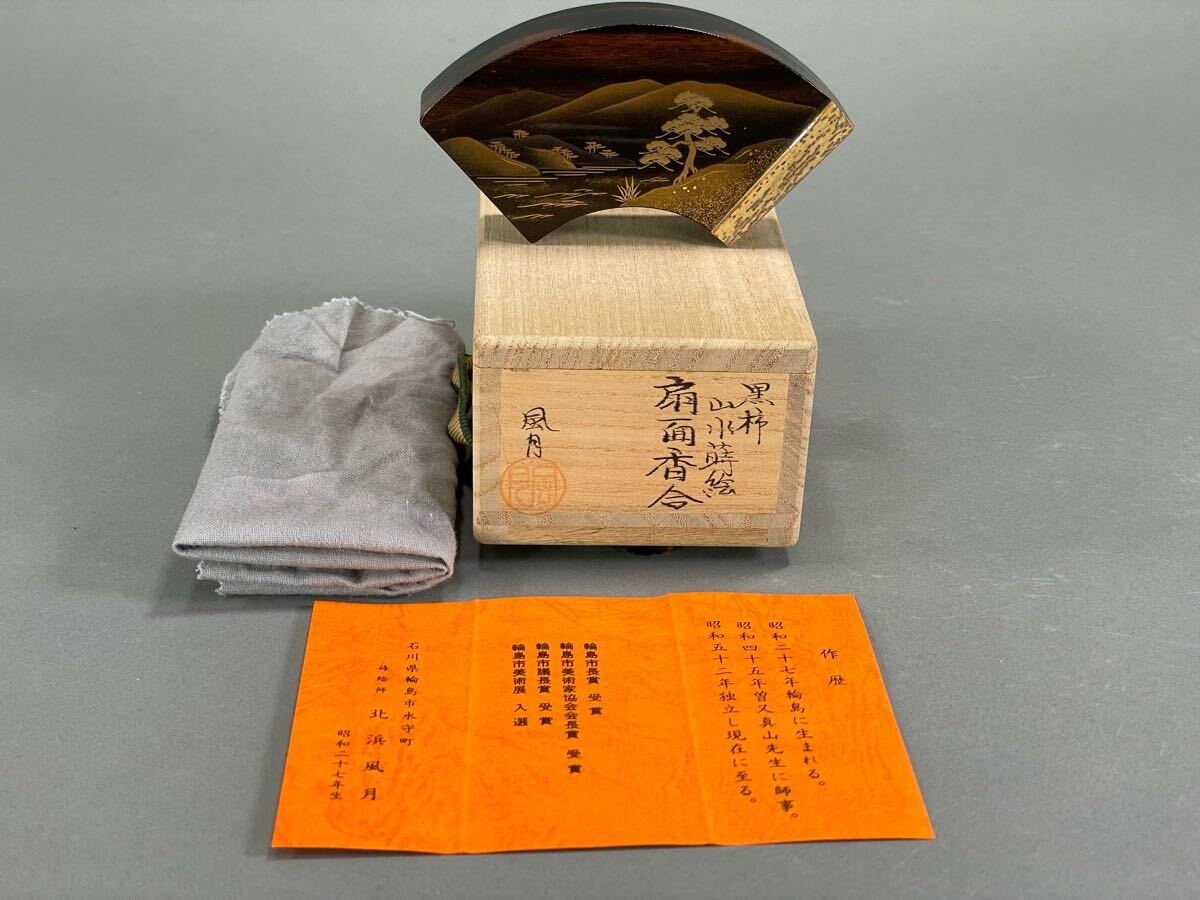 黒柿
山水蒔絵
扇面香合
風月
作歴
昭和二十七年輪島に生まれる。
昭和四十五年曽又真山先生に師事。
昭和五十二年独立し現在に至る。
輪島市長賞 受賞
輪島市美術家協会会長賞 受賞
輪島市議長賞 受賞
輪島市美術展 入選
石川県輪島市水守町
蒔絵師 北浜風月
昭和二十七年生